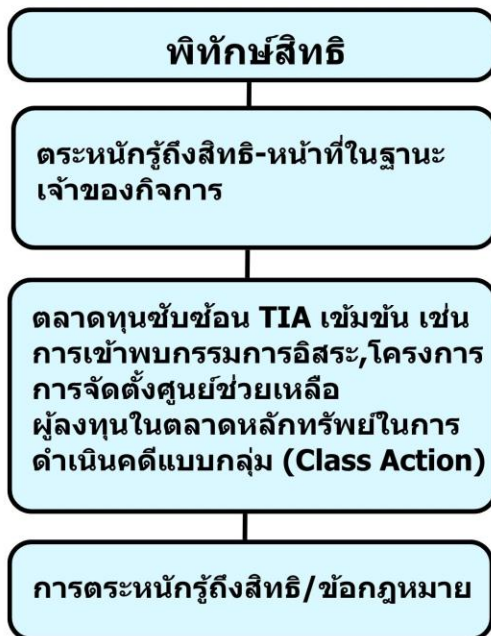 พิทักษ์สิทธิ
ตระหนักรู้ถึงสิทธิ-หน้าที่ในฐานะ
เจ้าของกิจการ
ตลาดทุนซับซ้อน TIA เข้มข้น เช่น
การเข้าพบกรรมการอิสระ,โครงการ
การจัดตั้งศูนย์ช่วยเหลือ
ผู้ลงทุนในตลาดหลักทรัพย์ในการ
ดำเนินคดีแบบกลุ่ม (Class Action)
การตระหนักรู้ถึงสิทธิ/ข้อกฎหมาย